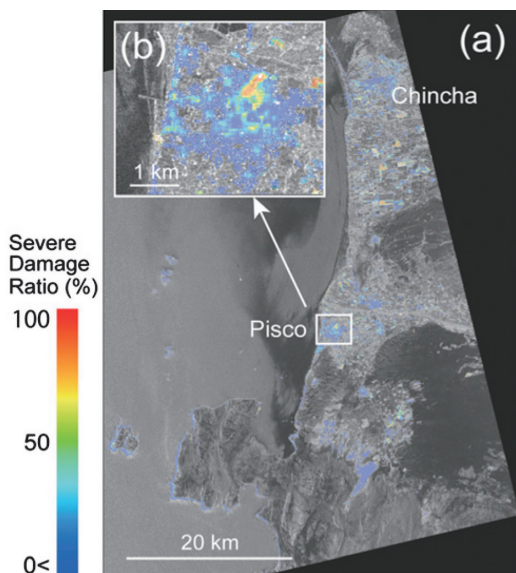 (b)
(a)
Chincha
1 km
Severe
Damage
Ratio (%)
100
Pisco
50
0<
20 km